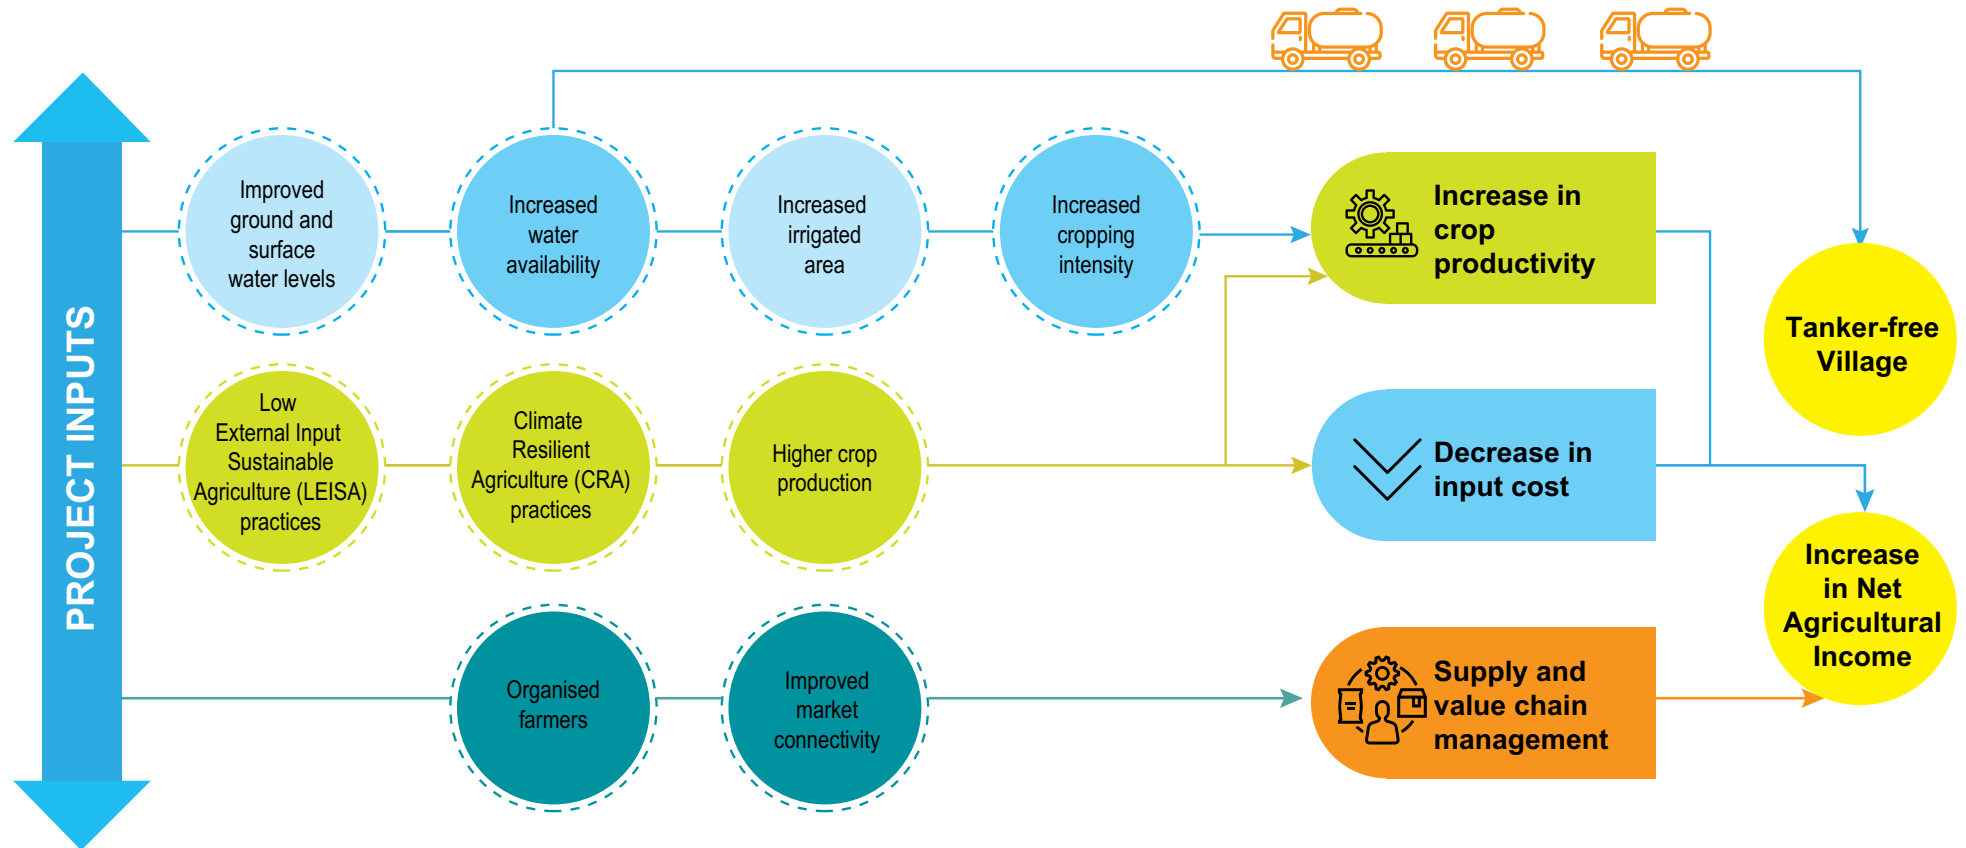 PROJECT INPUTS
Improved
ground and
surface
water levels
Increased
water
availability
Increased
irrigated
area
Increased
cropping
intensity
Increase in
crop
productivity
Tanker-free
Village
Low
External Input
Sustainable
Agriculture (LEISA)
practices
Climate
Resilient
Agriculture (CRA)
practices
Higher crop
production
Decrease in
input cost
Increase
in Net
Agricultural
Income
Organised
farmers
Improved
market
connectivity
Supply and
value chain
management